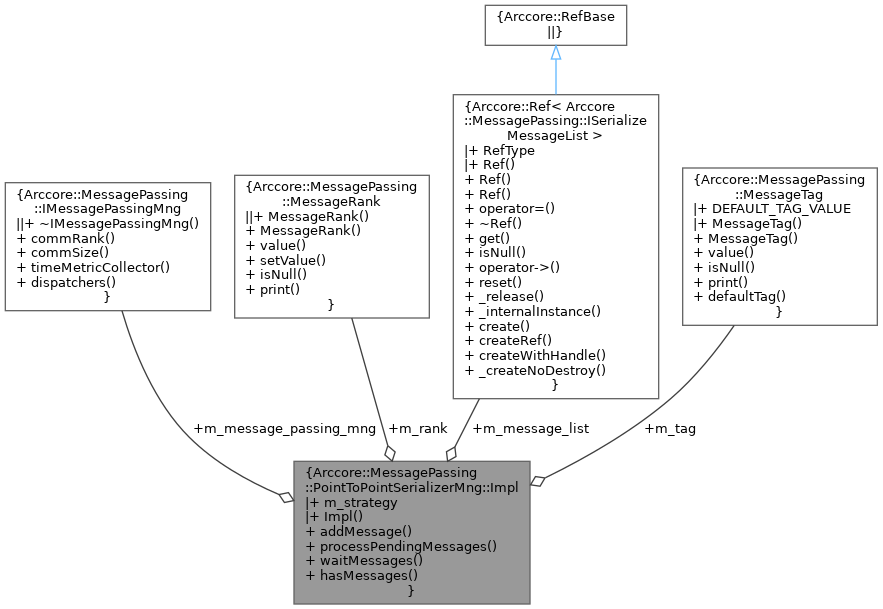 {Arccore::RefBase
||}
{Arccore::Ref< Arccore
::MessagePassing::ISerialize
MessageList >
|+ RefType
|+ Ref()
+ Ref()
+ Ref()
+ operator=()
+ ~Ref()
+ get()
+ isNull()
+ operator->()
+ reset()
+ _release()
+ _internalInstance()
+ create()
+ createRef()
+ createWithHandle()
+ _createNoDestroy()
}
{Arccore::MessagePassing
::IMessagePassingMng
||+ ~IMessagePassingMng()
+ commRank()
+ commSize()
+ timeMetricCollector()
+ dispatchers()
}
{Arccore::MessagePassing
::MessageRank
||+ MessageRank()
+ MessageRank()
+ value()
+ setValue()
+ isNull()
+ print()
}
{Arccore::MessagePassing
::MessageTag
|+ DEFAULT_TAG_VALUE
|+ MessageTag()
+ MessageTag()
+ value()
+ isNull()
+ print()
+ defaultTag()
}
+m_message_passing_mng
+m_rank
+m_message_list
+m_tag
{Arccore::MessagePassing
::PointToPointSerializerMng::Impl
|+ m_strategy
|+ Impl()
+ addMessage()
+ processPendingMessages()
+ waitMessages()
+ hasMessages()
}